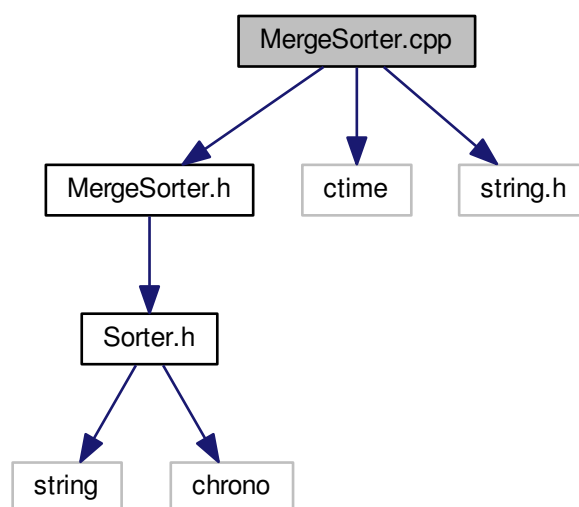 MergeSorter.cpp
MergeSorter.h
ctime
string.h
Sorter.h
string
chrono